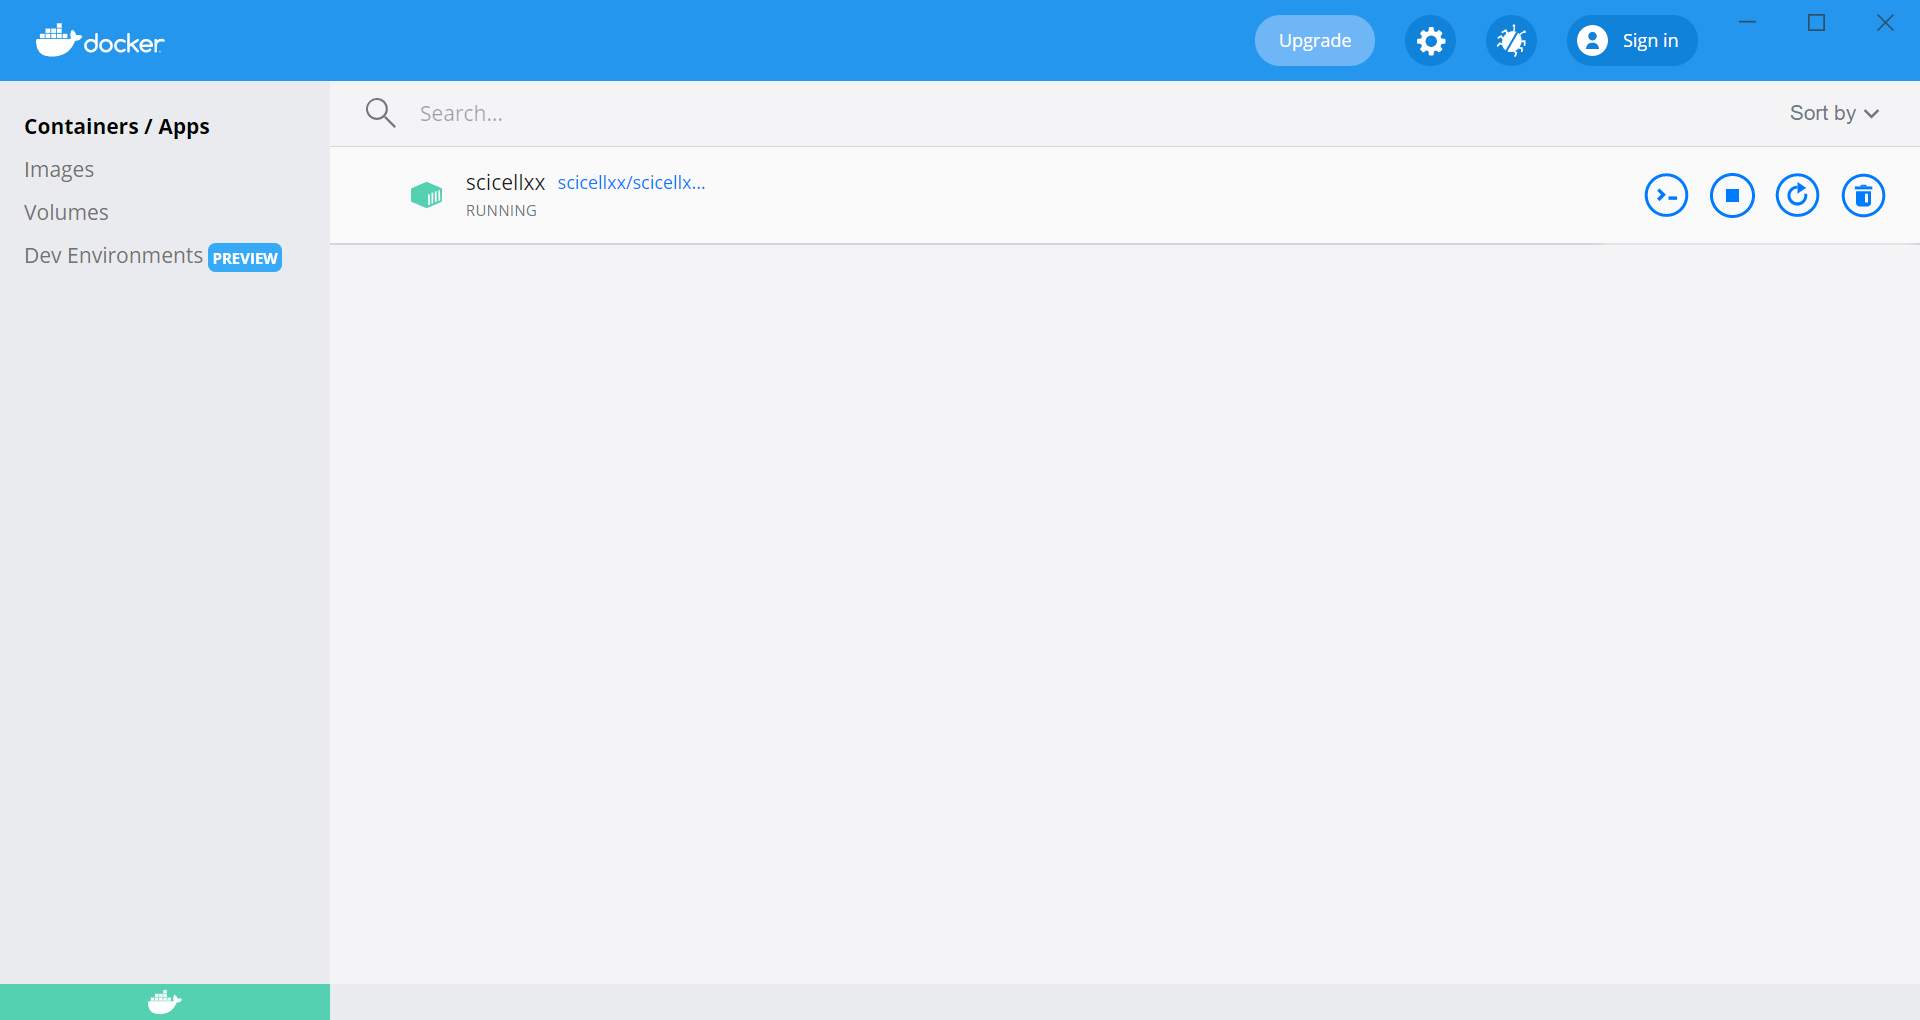 docker
Upgrade
Sign in
Containers / Apps
Images
Volumes
Dev Environments PREVIEW
Search...
Sort by
scicellxx scicellxx/scicellx...
RUNNING